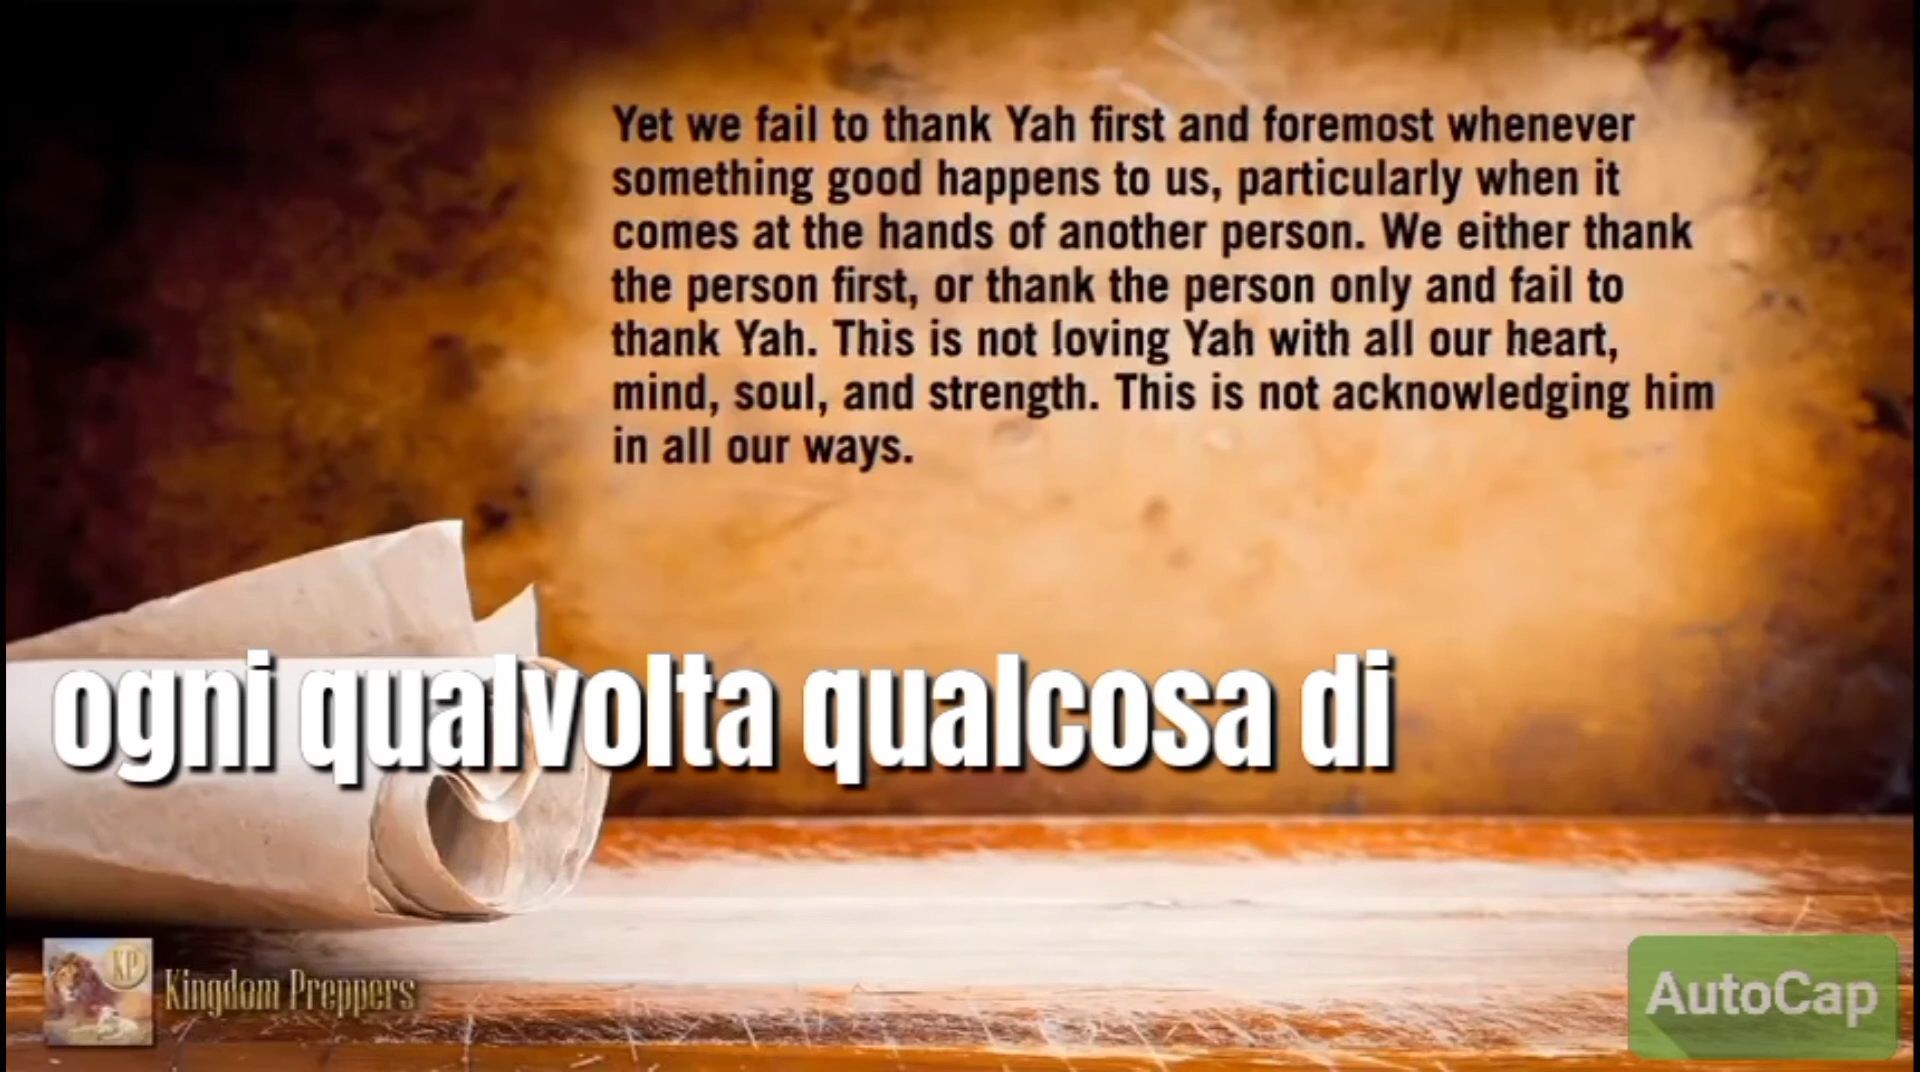 Yet we fail to thank Yah first and foremost whenever
something good happens to us, particularly when it
comes at the hands of another person. We either thank
the person first, or thank the person only and fail to
thank Yah. This is not loving Yah with all our heart,
mind, soul, and strength. This is not acknowledging him
in all our ways.
ogni qualvolta qualcosa di
KP
Kingdom Preppers
AutoCap